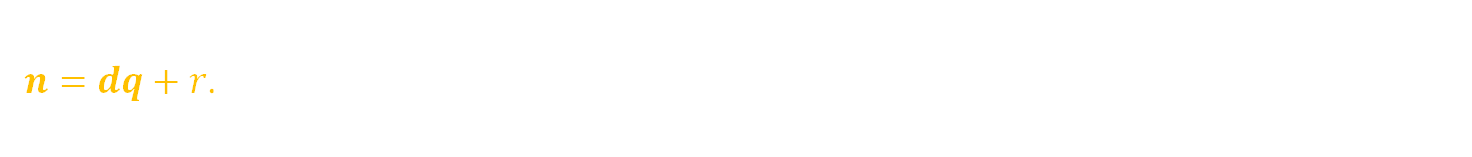 n = dq + r.